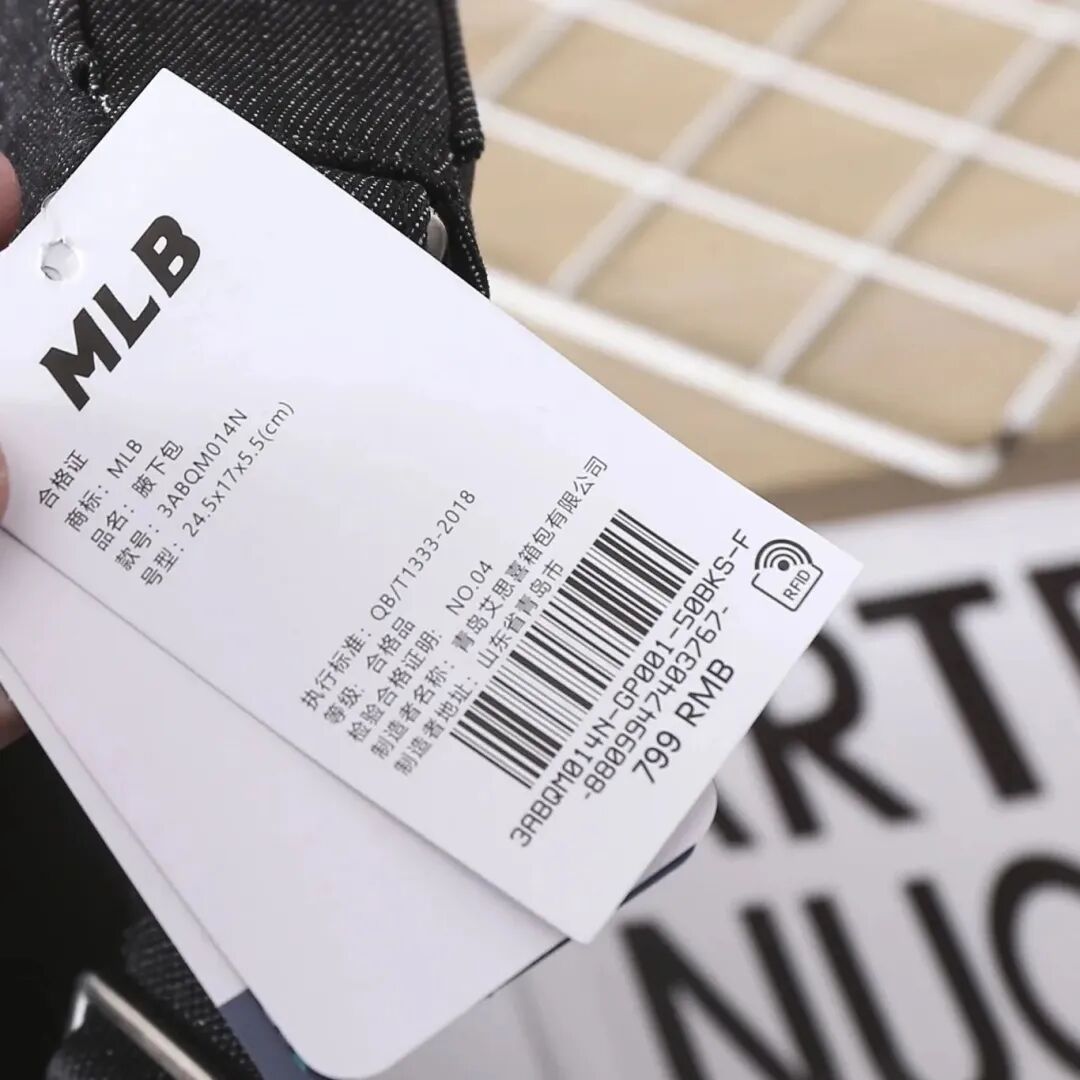 MLB
合格证
商标: MLB
品名: 腋下包
款号: 3ABQM014N
号型: 24.5x17x5.5(cm)
执行标准: QB/T1333-2018
等级: 合格品
检验合格证明: NO.04
制造者名称: 青岛艾思喜箱包有限公司
制造者地址: 山东省青岛市
3ABQM014N-GP001-50BKS-F
-8809947403767-
799 RMB
RFID
RT
NUO